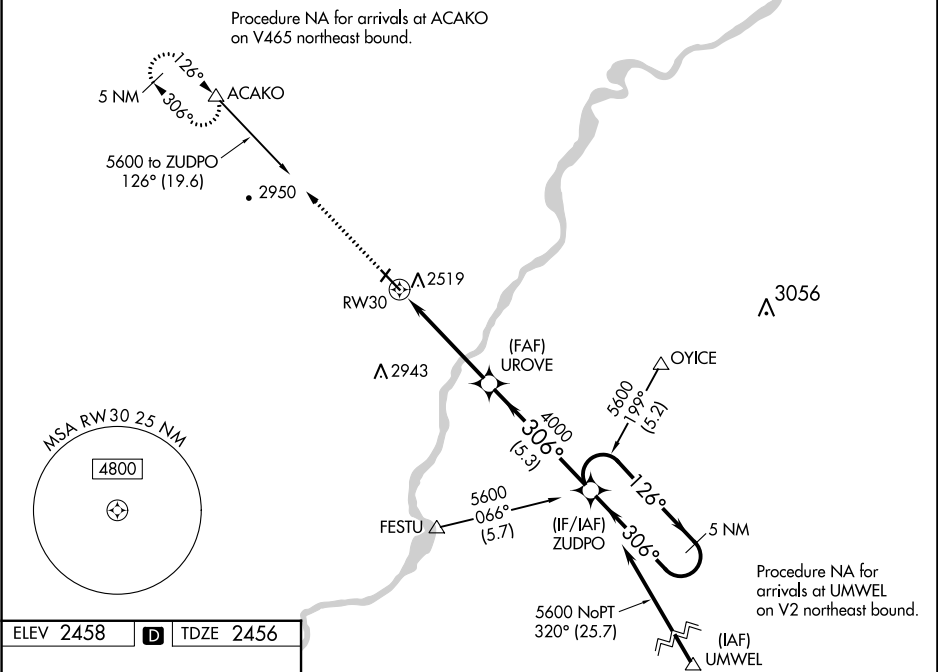 Procedure NA for arrivals at ACAKO
on V465 northeast bound.
126°
5 NM
306°
ACAKO
5600 to ZUDPO
126° (19.6)
2950
2519
RW30
3056
(FAF)
UROVE
OYICE
2943
5600
199°
(5.2)
4000
306°
(5.3)
MSA RW30 25 NM
4800
126°
5600
066°
(5.7)
FESTU
(IF/IAF)
ZUDPO
306°
5 NM
Procedure NA for
arrivals at UMWEL
on V2 northeast bound.
5600 NoPT
320° (25.7)
(IAF)
UMWEL
ELEV 2458
D
TDZE 2456